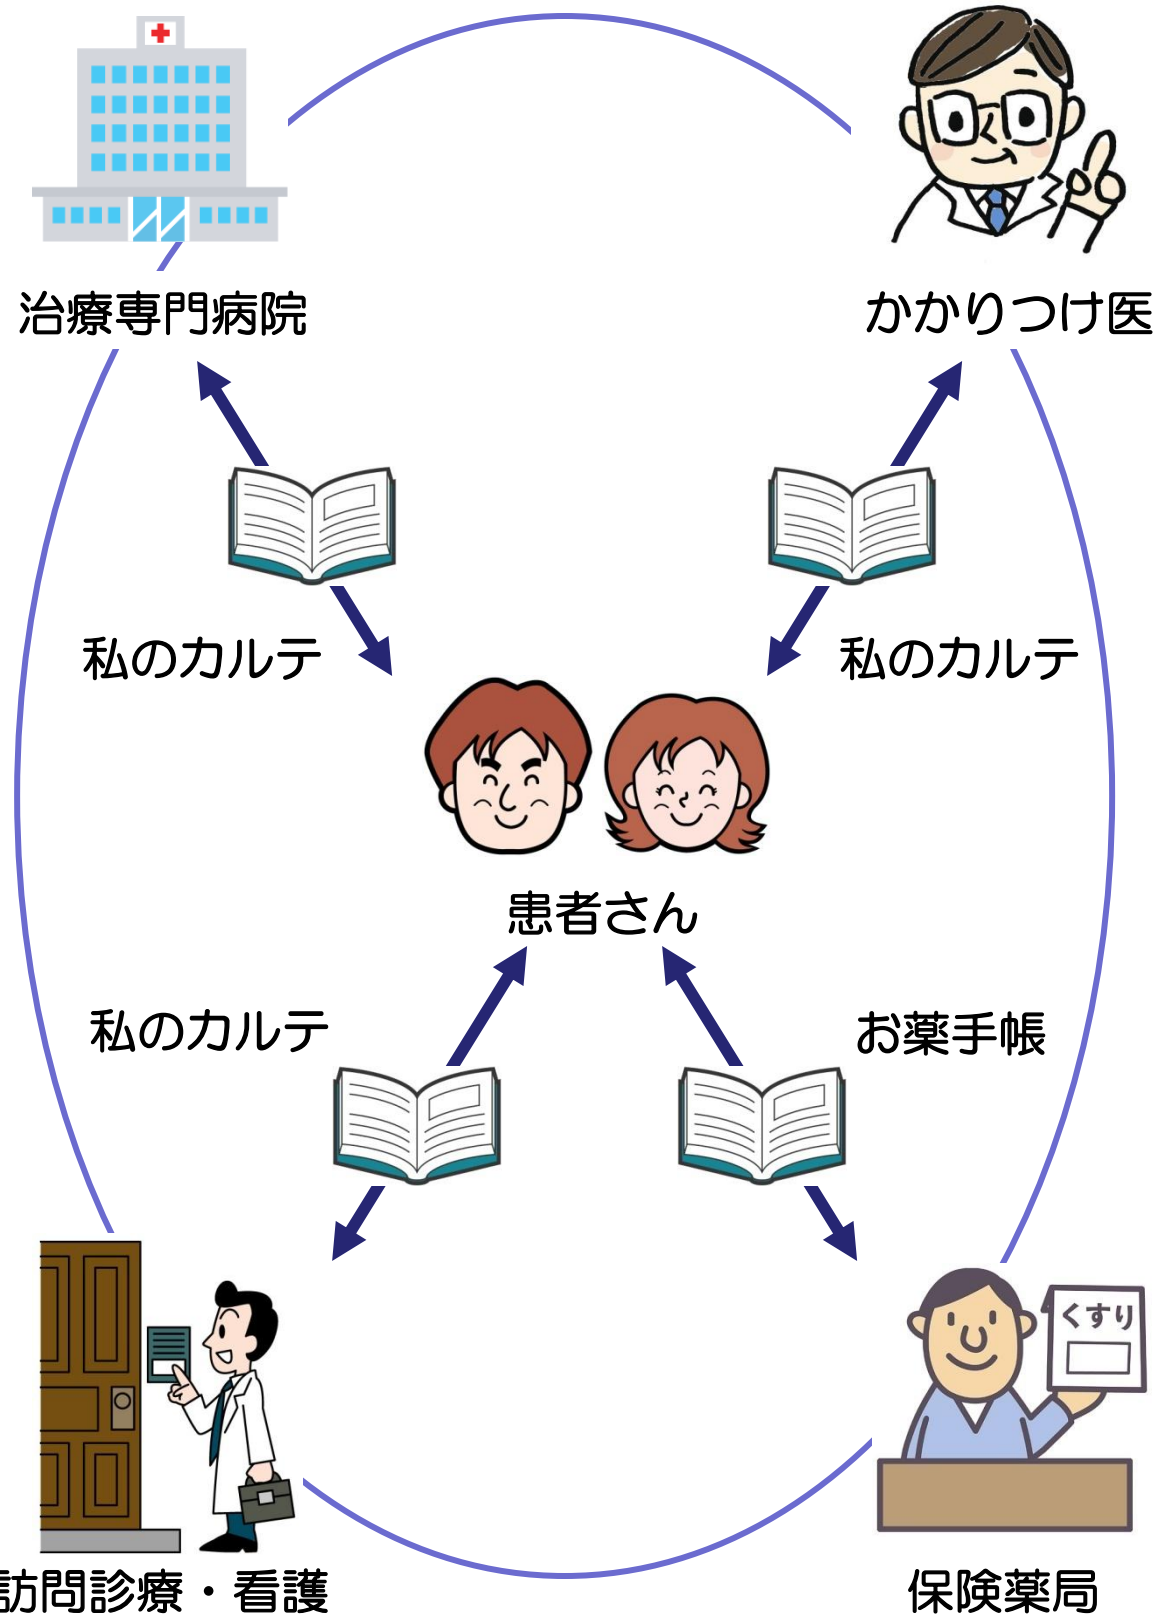 治療専門病院
かかりつけ医
私のカルテ
私のカルテ
患者さん
私のカルテ
お薬手帳
くすり
訪問診療・看護
保険薬局